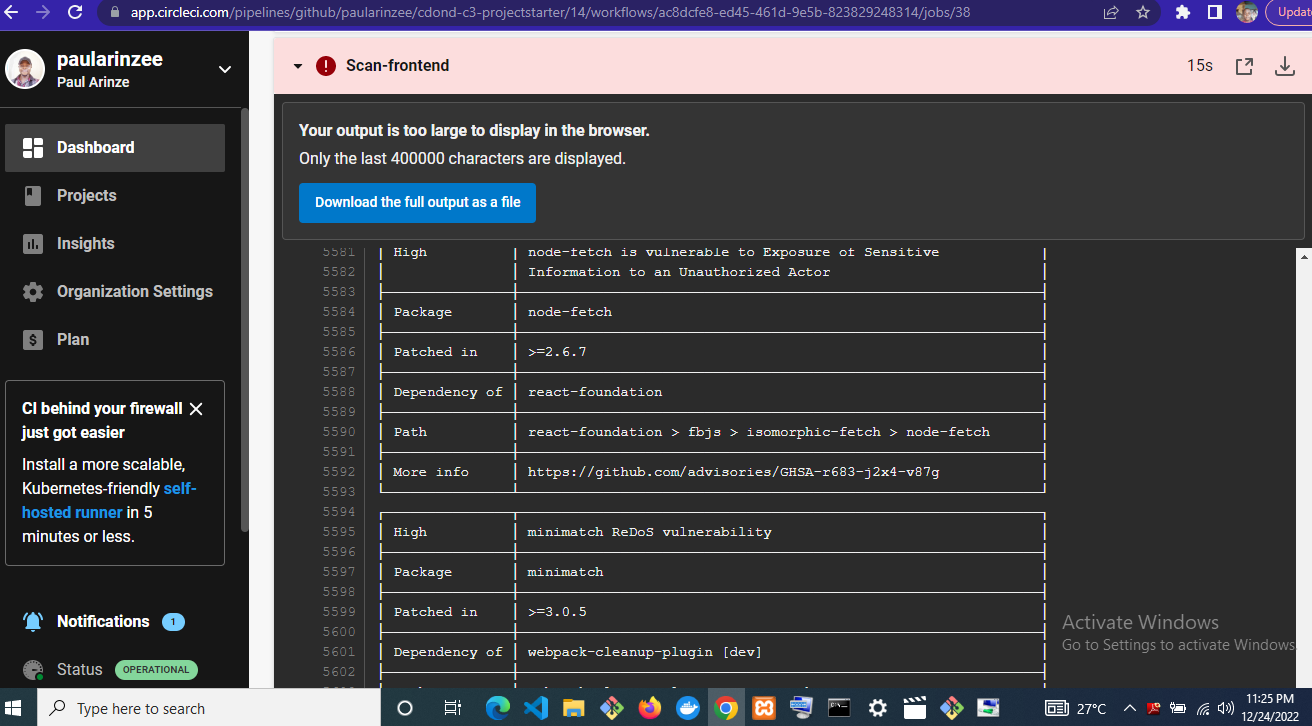 app.circleci.com/pipelines/github/paularinzee/cdond-c3-projectstarter/14/workflows/ac8dcfe8-ed45-461d-9e5b-823829248314/jobs/38
Update
paularinzee
Paul Arinze
Dashboard
Projects
Insights
Organization Settings
Plan
CI behind your firewall
just got easier
Install a more scalable,
Kubernetes-friendly self-
hosted runner in 5
minutes or less.
Notifications 1
Status OPERATIONAL
Scan-frontend 15s
Your output is too large to display in the browser.
Only the last 400000 characters are displayed.
Download the full output as a file
5581 High node-fetch is vulnerable to Exposure of Sensitive
5582 Information to an Unauthorized Actor
5583
5584 Package node-fetch
5585
5586 Patched in >=2.6.7
5587
5588 Dependency of react-foundation
5589
5590 Path react-foundation > fbjs > isomorphic-fetch > node-fetch
5591
5592 More info https://github.com/advisories/GHSA-r683-j2x4-v87g
5593
5594
5595 High minimatch ReDoS vulnerability
5596
5597 Package minimatch
5598
5599 Patched in >=3.0.5
5600
5601 Dependency of webpack-cleanup-plugin [dev]
5602
Activate Windows
Go to Settings to activate Windows.
Type here to search
27°C
11:25 PM
12/24/2022